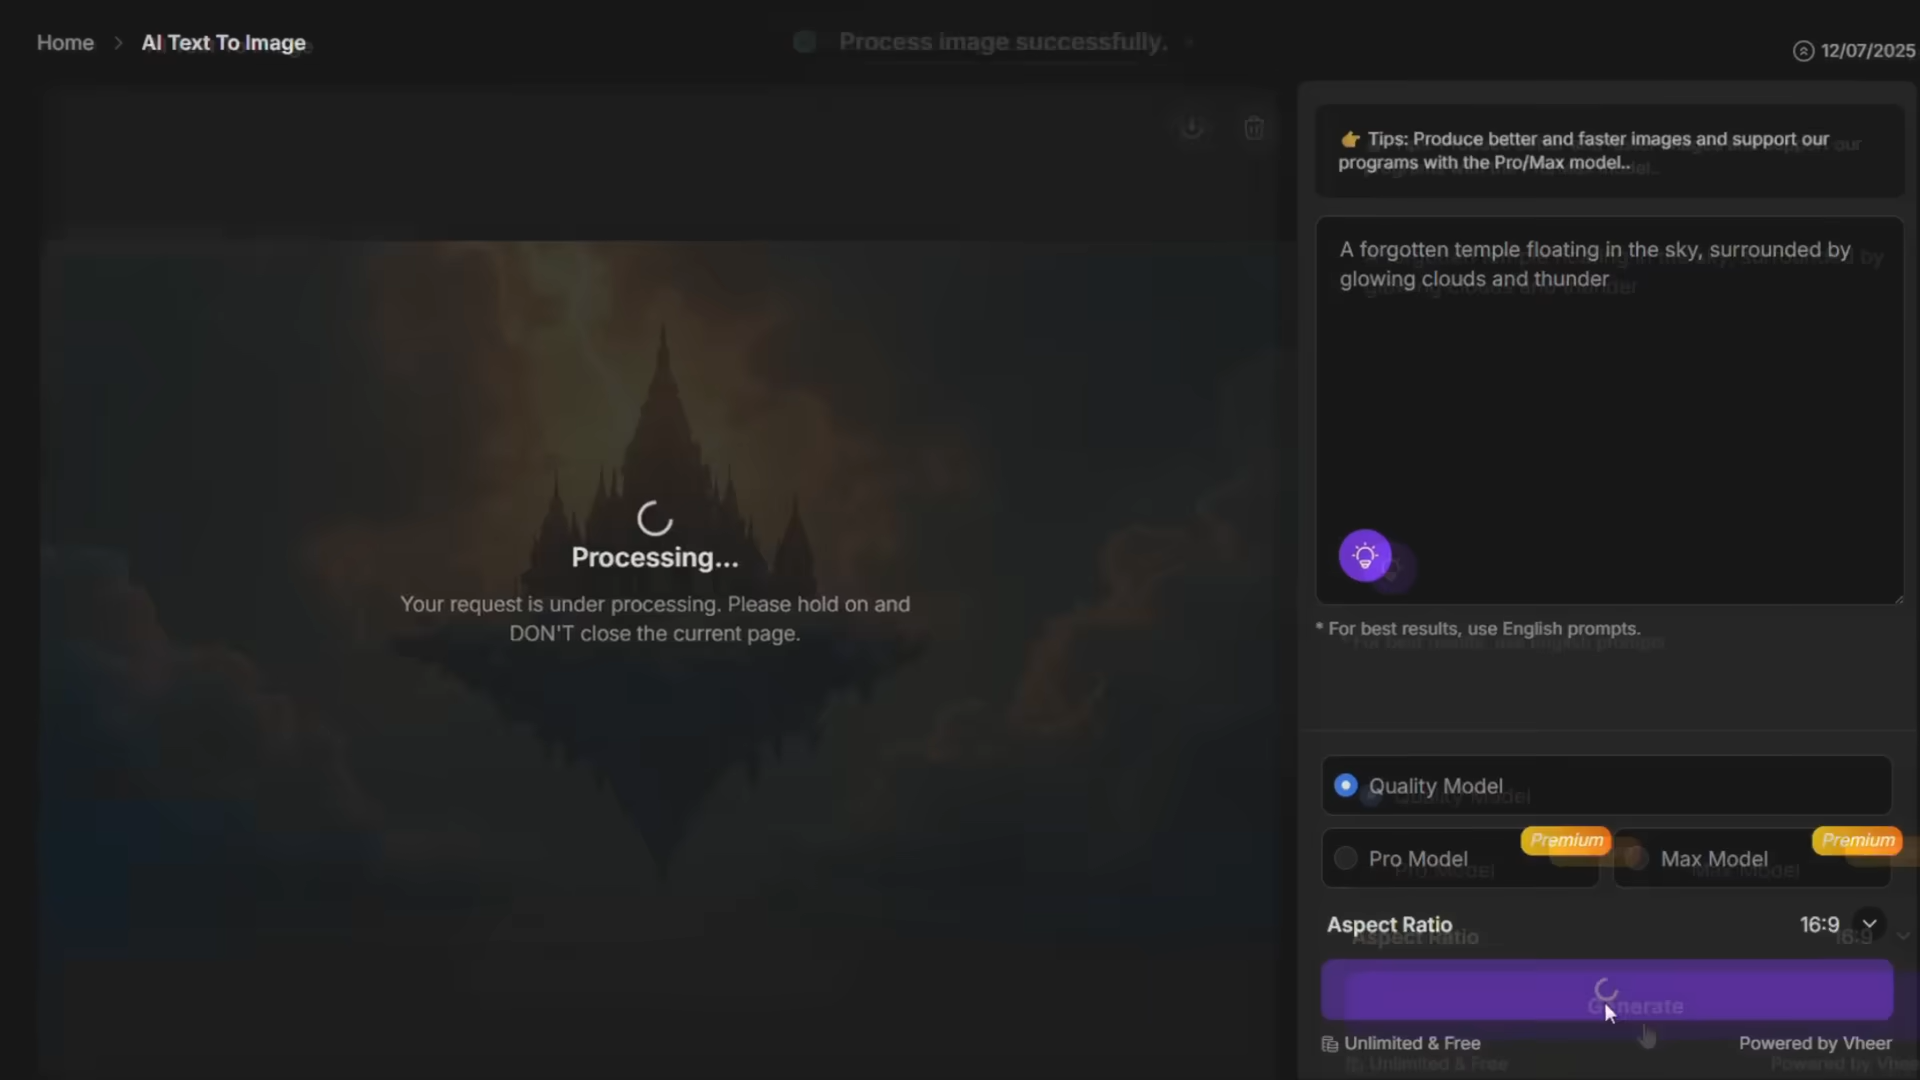 Home > AI Text To Image
Process image successfully.
12/07/2025
👉 Tips: Produce better and faster images and support our
programs with the Pro/Max model..
A forgotten temple floating in the sky, surrounded by
glowing clouds and thunder
Processing...
Your request is under processing. Please hold on and
DON'T close the current page.
* For best results, use English prompts.
Quality Model
Premium
Premium
Pro Model
Max Model
Aspect Ratio
16:9
Generate
Unlimited & Free
Powered by Vheer